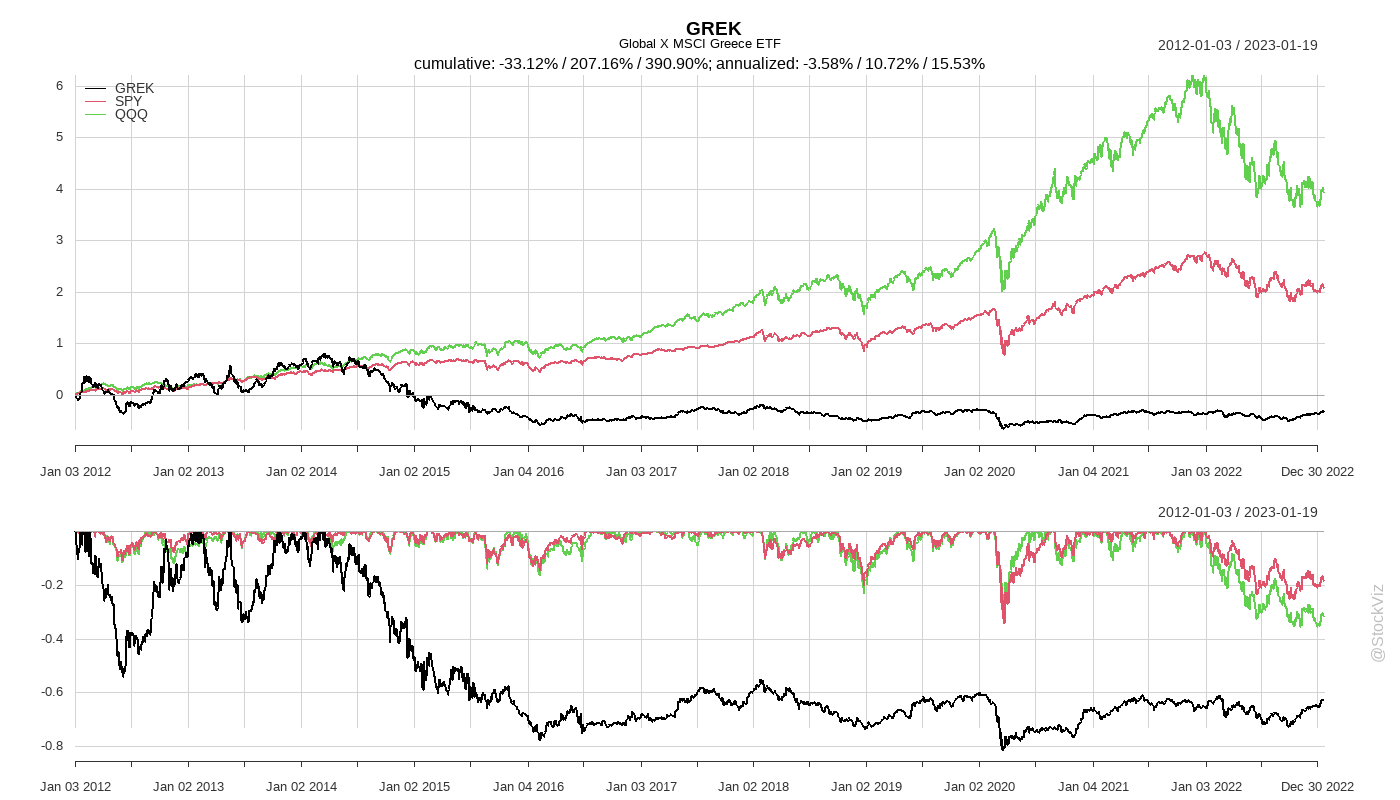 GREK
Global X MSCI Greece ETF
2012-01-03 / 2023-01-19
cumulative: -33.12% / 207.16% / 390.90%; annualized: -3.58% / 10.72% / 15.53%
GREK
SPY
QQQ
6
5
4
3
2
1
0
Jan 03 2012 Jan 02 2013 Jan 02 2014 Jan 02 2015 Jan 04 2016 Jan 03 2017 Jan 02 2018 Jan 02 2019 Jan 02 2020 Jan 04 2021 Jan 03 2022 Dec 30 2022
2012-01-03 / 2023-01-19
-0.2
-0.4
-0.6
-0.8
Jan 03 2012 Jan 02 2013 Jan 02 2014 Jan 02 2015 Jan 04 2016 Jan 03 2017 Jan 02 2018 Jan 02 2019 Jan 02 2020 Jan 04 2021 Jan 03 2022 Dec 30 2022
@StockViz